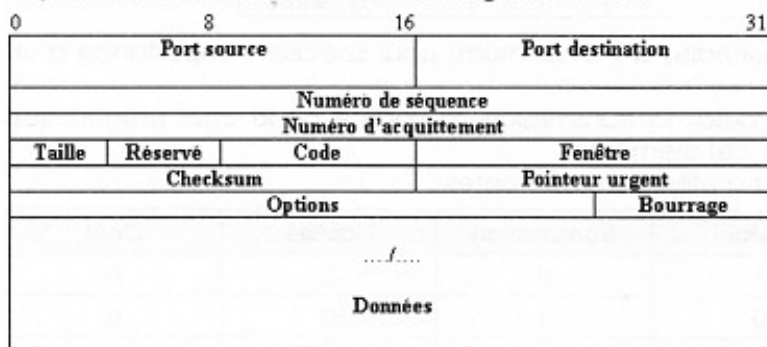 0 8 16 31
Port source Port destination
Numéro de séquence
Numéro d'acquittement
Taille Réservé Code Fenêtre
Checksum Pointeur urgent
Options Bourrage
..../....
Données